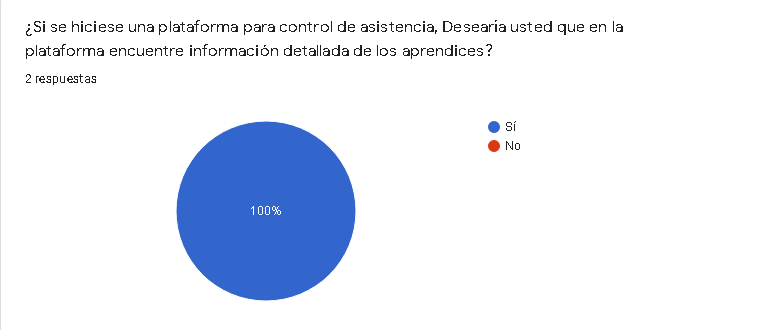 ¿Si se hiciese una plataforma para control de asistencia, Desearía usted que en la
plataforma encuentre información detallada de los aprendices?
2 respuestas
Sí
No
100%